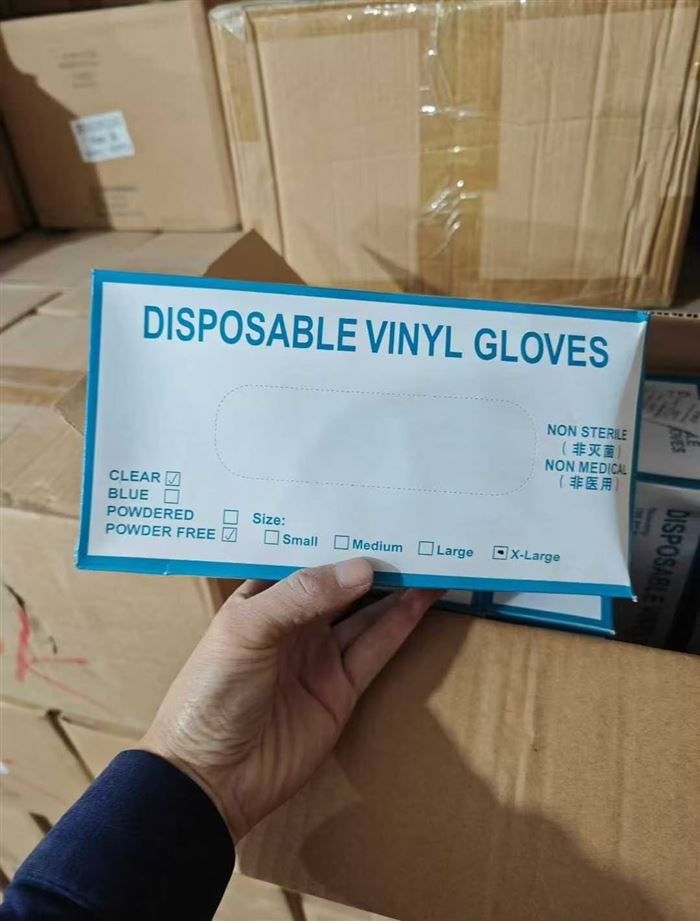 DISPOSABLE VINYL GLOVES
NON STERILE
(非灭菌)
NON MEDICAL
(非医用)
CLEAR ☑
BLUE ☐
POWDERED ☐
POWDER FREE ☑
Size:
☐ Small ☐ Medium ☐ Large ▣ X-Large
DISPOSABLE